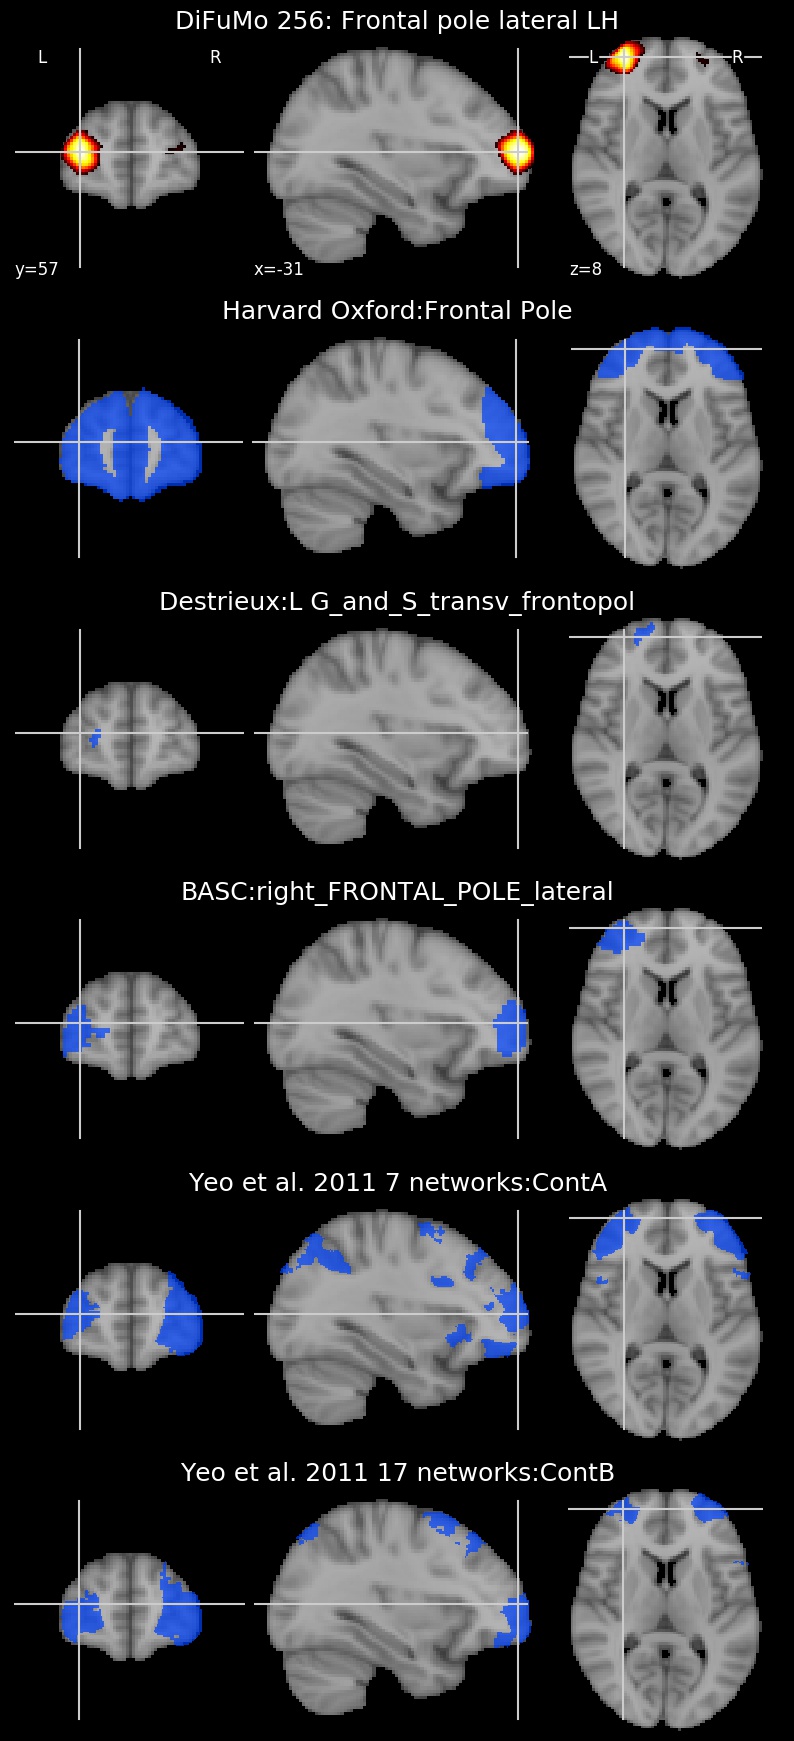 DiFuMo 256: Frontal pole lateral LH
L R L R
y=57 x=-31 z=8
Harvard Oxford:Frontal Pole
Destrieux:L G_and_S_transv_frontopol
BASC:right_FRONTAL_POLE_lateral
Yeo et al. 2011 7 networks:ContA
Yeo et al. 2011 17 networks:ContB